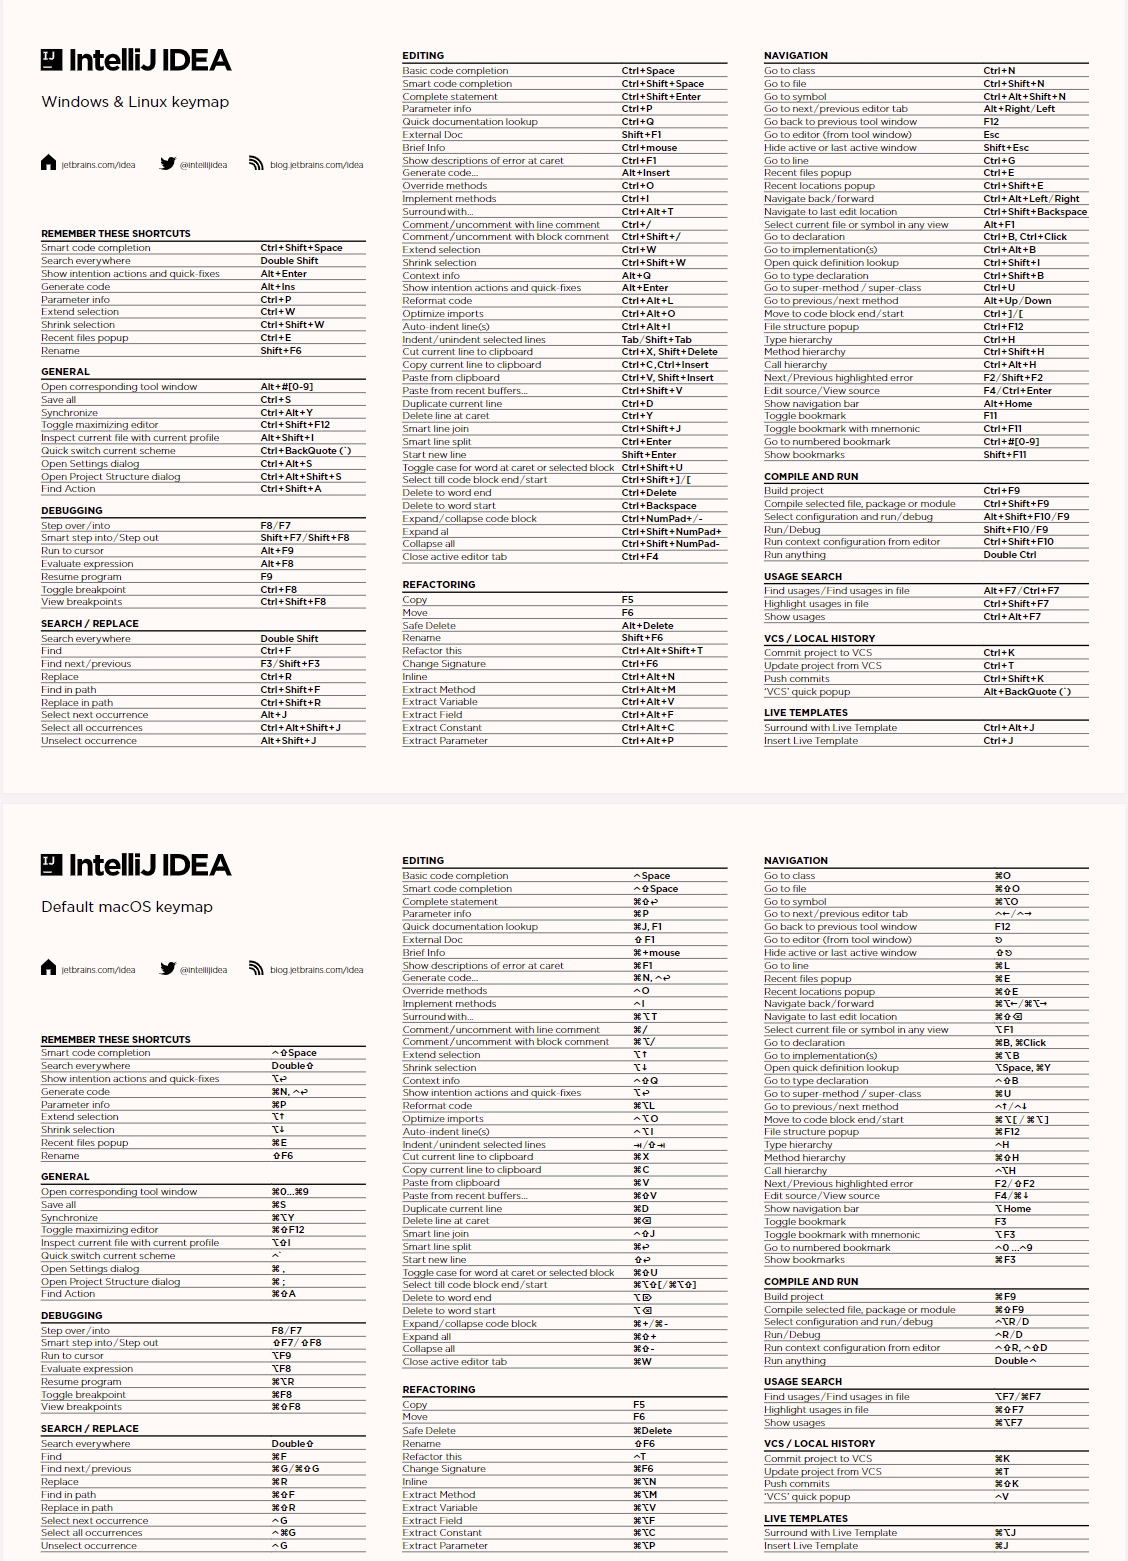 IntelliJ IDEA
Windows & Linux keymap
jetbrains.com/idea @intellijidea blog.jetbrains.com/idea
REMEMBER THESE SHORTCUTS
Smart code completion Ctrl+Shift+Space
Search everywhere Double Shift
Show intention actions and quick-fixes Alt+Enter
Generate code Alt+Ins
Parameter info Ctrl+P
Extend selection Ctrl+W
Shrink selection Ctrl+Shift+W
Recent files popup Ctrl+E
Rename Shift+F6
GENERAL
Open corresponding tool window Alt+#[0-9]
Save all Ctrl+S
Synchronize Ctrl+Alt+Y
Toggle maximizing editor Ctrl+Shift+F12
Inspect current file with current profile Alt+Shift+I
Quick switch current scheme Ctrl+BackQuote (`)
Open Settings dialog Ctrl+Alt+S
Open Project Structure dialog Ctrl+Alt+Shift+S
Find Action Ctrl+Shift+A
DEBUGGING
Step over/into F8/F7
Smart step into/Step out Shift+F7/Shift+F8
Run to cursor Alt+F9
Evaluate expression Alt+F8
Resume program F9
Toggle breakpoint Ctrl+F8
View breakpoints Ctrl+Shift+F8
SEARCH / REPLACE
Search everywhere Double Shift
Find Ctrl+F
Find next/previous F3/Shift+F3
Replace Ctrl+R
Find in path Ctrl+Shift+F
Replace in path Ctrl+Shift+R
Select next occurrence Alt+J
Select all occurrences Ctrl+Alt+Shift+J
Unselect occurrence Alt+Shift+J
EDITING
Basic code completion Ctrl+Space
Smart code completion Ctrl+Shift+Space
Complete statement Ctrl+Shift+Enter
Parameter info Ctrl+P
Quick documentation lookup Ctrl+Q
External Doc Shift+F1
Brief Info Ctrl+mouse
Show descriptions of error at caret Ctrl+F1
Generate code... Alt+Insert
Override methods Ctrl+O
Implement methods Ctrl+I
Surround with... Ctrl+Alt+T
Comment/uncomment with line comment Ctrl+/
Comment/uncomment with block comment Ctrl+Shift+/
Extend selection Ctrl+W
Shrink selection Ctrl+Shift+W
Context info Alt+Q
Show intention actions and quick-fixes Alt+Enter
Reformat code Ctrl+Alt+L
Optimize imports Ctrl+Alt+O
Auto-indent line(s) Ctrl+Alt+I
Indent/unindent selected lines Tab/Shift+Tab
Cut current line to clipboard Ctrl+X, Shift+Delete
Copy current line to clipboard Ctrl+C,Ctrl+Insert
Paste from clipboard Ctrl+V, Shift+Insert
Paste from recent buffers... Ctrl+Shift+V
Duplicate current line Ctrl+D
Delete line at caret Ctrl+Y
Smart line join Ctrl+Shift+J
Smart line split Ctrl+Enter
Start new line Shift+Enter
Toggle case for word at caret or selected block Ctrl+Shift+U
Select till code block end/start Ctrl+Shift+]/[
Delete to word end Ctrl+Delete
Delete to word start Ctrl+Backspace
Expand/collapse code block Ctrl+NumPad+/-
Expand al Ctrl+Shift+NumPad+
Collapse all Ctrl+Shift+NumPad-
Close active editor tab Ctrl+F4
REFACTORING
Copy F5
Move F6
Safe Delete Alt+Delete
Rename Shift+F6
Refactor this Ctrl+Alt+Shift+T
Change Signature Ctrl+F6
Inline Ctrl+Alt+N
Extract Method Ctrl+Alt+M
Extract Variable Ctrl+Alt+V
Extract Field Ctrl+Alt+F
Extract Constant Ctrl+Alt+C
Extract Parameter Ctrl+Alt+P
NAVIGATION
Go to class Ctrl+N
Go to file Ctrl+Shift+N
Go to symbol Ctrl+Alt+Shift+N
Go to next/previous editor tab Alt+Right/Left
Go back to previous tool window F12
Go to editor (from tool window) Esc
Hide active or last active window Shift+Esc
Go to line Ctrl+G
Recent files popup Ctrl+E
Recent locations popup Ctrl+Shift+E
Navigate back/forward Ctrl+Alt+Left/Right
Navigate to last edit location Ctrl+Shift+Backspace
Select current file or symbol in any view Alt+F1
Go to declaration Ctrl+B, Ctrl+Click
Go to implementation(s) Ctrl+Alt+B
Open quick definition lookup Ctrl+Shift+I
Go to type declaration Ctrl+Shift+B
Go to super-method / super-class Ctrl+U
Go to previous/next method Alt+Up/Down
Move to code block end/start Ctrl+]/[
File structure popup Ctrl+F12
Type hierarchy Ctrl+H
Method hierarchy Ctrl+Shift+H
Call hierarchy Ctrl+Alt+H
Next/Previous highlighted error F2/Shift+F2
Edit source/View source F4/Ctrl+Enter
Show navigation bar Alt+Home
Toggle bookmark F11
Toggle bookmark with mnemonic Ctrl+F11
Go to numbered bookmark Ctrl+#[0-9]
Show bookmarks Shift+F11
COMPILE AND RUN
Build project Ctrl+F9
Compile selected file, package or module Ctrl+Shift+F9
Select configuration and run/debug Alt+Shift+F10/F9
Run/Debug Shift+F10/F9
Run context configuration from editor Ctrl+Shift+F10
Run anything Double Ctrl
USAGE SEARCH
Find usages/Find usages in file Alt+F7/Ctrl+F7
Highlight usages in file Ctrl+Shift+F7
Show usages Ctrl+Alt+F7
VCS / LOCAL HISTORY
Commit project to VCS Ctrl+K
Update project from VCS Ctrl+T
Push commits Ctrl+Shift+K
‘VCS’ quick popup Alt+BackQuote (`)
LIVE TEMPLATES
Surround with Live Template Ctrl+Alt+J
Insert Live Template Ctrl+J
IntelliJ IDEA
Default macOS keymap
jetbrains.com/idea @intellijidea blog.jetbrains.com/idea
REMEMBER THESE SHORTCUTS
Smart code completion ⌃⇧Space
Search everywhere Double⇧
Show intention actions and quick-fixes ⌥↩
Generate code ⌘N, ⌃↩
Parameter info ⌘P
Extend selection ⌥↑
Shrink selection ⌥↓
Recent files popup ⌘E
Rename ⇧F6
GENERAL
Open corresponding tool window ⌘0...⌘9
Save all ⌘S
Synchronize ⌘⌥Y
Toggle maximizing editor ⌘⇧F12
Inspect current file with current profile ⌥⇧I
Quick switch current scheme ⌃`
Open Settings dialog ⌘ ,
Open Project Structure dialog ⌘ ;
Find Action ⌘⇧A
DEBUGGING
Step over/into F8/F7
Smart step into/Step out ⇧F7/⇧F8
Run to cursor ⌥F9
Evaluate expression ⌥F8
Resume program ⌘⌥R
Toggle breakpoint ⌘F8
View breakpoints ⌘⇧F8
SEARCH / REPLACE
Search everywhere Double⇧
Find ⌘F
Find next/previous ⌘G/⌘⇧G
Replace ⌘R
Find in path ⌘⇧F
Replace in path ⌘⇧R
Select next occurrence ⌃G
Select all occurrences ⌃⌘G
Unselect occurrence ⌃G
EDITING
Basic code completion ⌃Space
Smart code completion ⌃⇧Space
Complete statement ⌘⇧↩
Parameter info ⌘P
Quick documentation lookup ⌘J, F1
External Doc ⇧F1
Brief Info ⌘+mouse
Show descriptions of error at caret ⌘F1
Generate code... ⌘N, ⌃↩
Override methods ⌃O
Implement methods ⌃I
Surround with... ⌘⌥T
Comment/uncomment with line comment ⌘/
Comment/uncomment with block comment ⌘⌥/
Extend selection ⌥↑
Shrink selection ⌥↓
Context info ⌃⇧Q
Show intention actions and quick-fixes ⌥↩
Reformat code ⌘⌥L
Optimize imports ⌃⌥O
Auto-indent line(s) ⌃⌥I
Indent/unindent selected lines ⇥/⇧⇥
Cut current line to clipboard ⌘X
Copy current line to clipboard ⌘C
Paste from clipboard ⌘V
Paste from recent buffers... ⌘⇧V
Duplicate current line ⌘D
Delete line at caret ⌘⌫
Smart line join ⌃⇧J
Smart line split ⌘↩
Start new line ⇧↩
Toggle case for word at caret or selected block ⌘⇧U
Select till code block end/start ⌘⌥⇧[/⌘⌥⇧]
Delete to word end ⌥⌦
Delete to word start ⌥⌫
Expand/collapse code block ⌘+/⌘-
Expand all ⌘⇧+
Collapse all ⌘⇧-
Close active editor tab ⌘W
REFACTORING
Copy F5
Move F6
Safe Delete ⌘Delete
Rename ⇧F6
Refactor this ⌃T
Change Signature ⌘F6
Inline ⌘⌥N
Extract Method ⌘⌥M
Extract Variable ⌘⌥V
Extract Field ⌘⌥F
Extract Constant ⌘⌥C
Extract Parameter ⌘⌥P
NAVIGATION
Go to class ⌘O
Go to file ⌘⇧O
Go to symbol ⌘⌥O
Go to next/previous editor tab ⌃←/⌃→
Go back to previous tool window F12
Go to editor (from tool window) ⎋
Hide active or last active window ⇧⎋
Go to line ⌘L
Recent files popup ⌘E
Recent locations popup ⌘⇧E
Navigate back/forward ⌘⌥←/⌘⌥→
Navigate to last edit location ⌘⇧⌫
Select current file or symbol in any view ⌥F1
Go to declaration ⌘B, ⌘Click
Go to implementation(s) ⌘⌥B
Open quick definition lookup ⌥Space, ⌘Y
Go to type declaration ⌃⇧B
Go to super-method / super-class ⌘U
Go to previous/next method ⌃↑/⌃↓
Move to code block end/start ⌘⌥[ / ⌘⌥]
File structure popup ⌘F12
Type hierarchy ⌃H
Method hierarchy ⌘⇧H
Call hierarchy ⌃⌥H
Next/Previous highlighted error F2/⇧F2
Edit source/View source F4/⌘↓
Show navigation bar ⌥Home
Toggle bookmark F3
Toggle bookmark with mnemonic ⌥F3
Go to numbered bookmark ⌃0 ...⌃9
Show bookmarks ⌘F3
COMPILE AND RUN
Build project ⌘F9
Compile selected file, package or module ⌘⇧F9
Select configuration and run/debug ⌃⌥R/D
Run/Debug ⌃R/D
Run context configuration from editor ⌃⇧R, ⌃⇧D
Run anything Double⌃
USAGE SEARCH
Find usages/Find usages in file ⌥F7/⌘F7
Highlight usages in file ⌘⇧F7
Show usages ⌘⌥F7
VCS / LOCAL HISTORY
Commit project to VCS ⌘K
Update project from VCS ⌘T
Push commits ⌘⇧K
‘VCS’ quick popup ⌃V
LIVE TEMPLATES
Surround with Live Template ⌘⌥J
Insert Live Template ⌘J